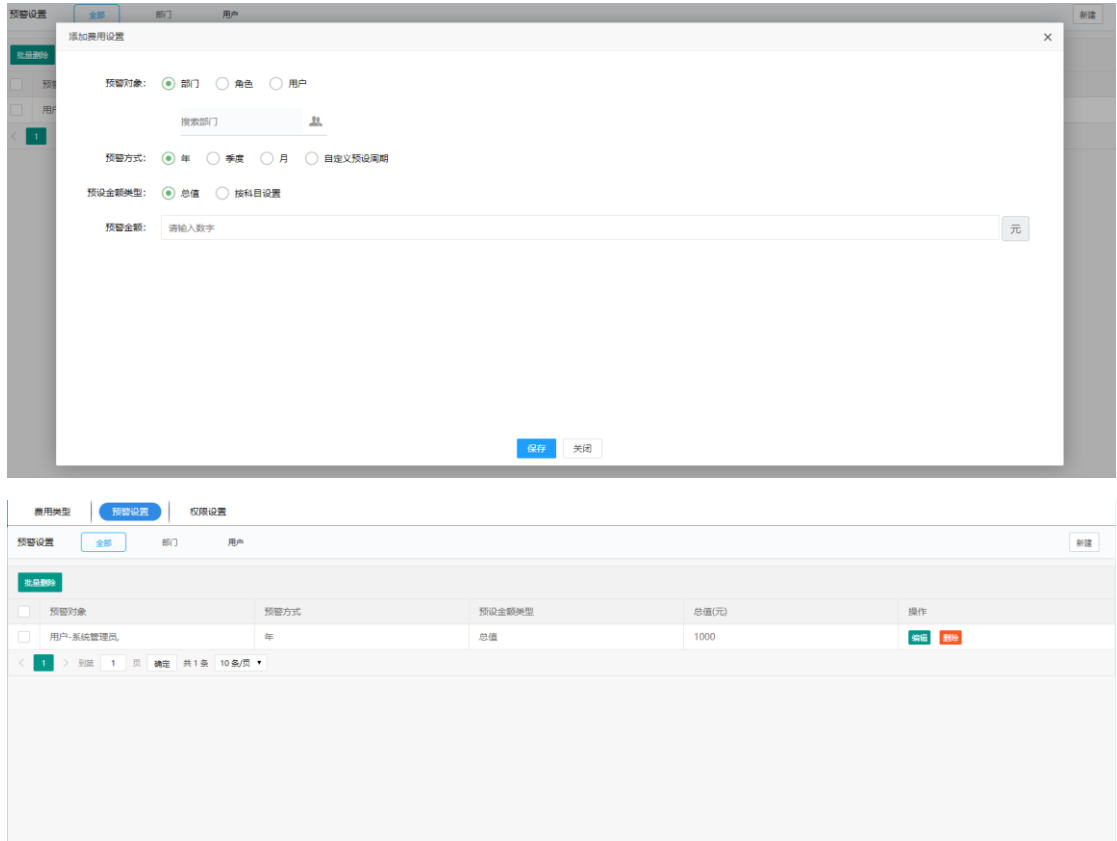 预警设置 全部 部门 用户 新建
添加费用设置
批量删除
预警对象: 部门 角色 用户
搜索部门
预警方式: 年 季度 月 自定义预设周期
预设金额类型: 总值 按科目设置
1
预警金额: 请输入数字 元
保存 关闭
费用类型 预警设置 权限设置
预警设置 全部 部门 用户 新建
批量删除
预警对象 预警方式 预设金额类型 总值(元) 操作
用户-系统管理员, 年 总值 1000 编辑 删除
1 到第 1 页 确定 共1条 10条/页